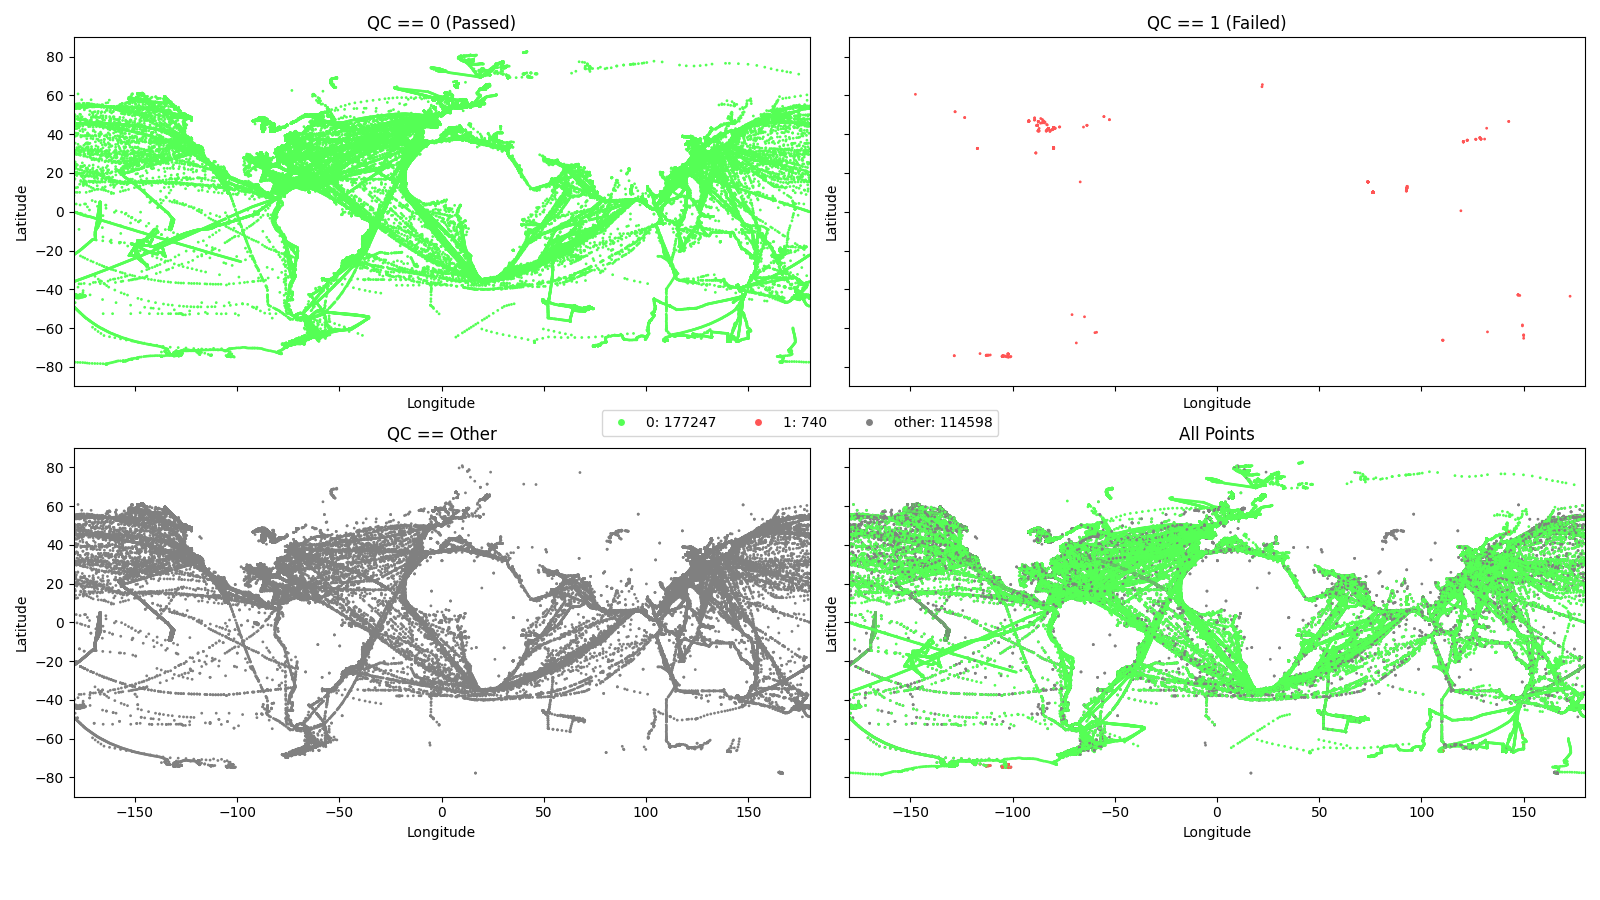 QC == 0 (Passed)
QC == 1 (Failed)
80
60
40
20
0
−20
−40
−60
−80
Latitude
Latitude
Longitude
Longitude
0: 177247 1: 740 other: 114598
QC == Other
All Points
80
60
40
20
0
−20
−40
−60
−80
Latitude
Latitude
−150 −100 −50 0 50 100 150
−150 −100 −50 0 50 100 150
Longitude
Longitude